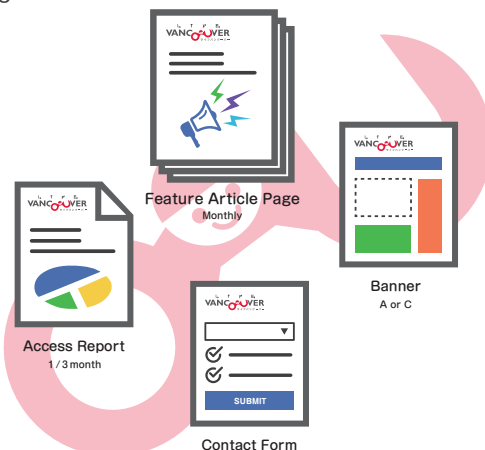 L I F E
VANCOUVER
Feature Article Page
Monthly
L I F E
VANCOUVER
Banner
A or C
L I F E
VANCOUVER
Access Report
1 / 3 month
L I F E
VANCOUVER
SUBMIT
Contact Form